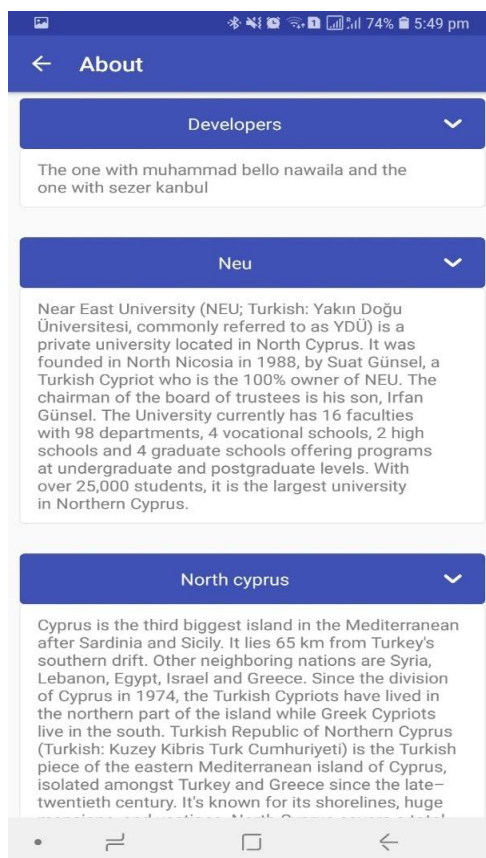 74% 5:49 pm
About
Developers
The one with muhammad bello nawaila and the
one with sezer kanbul
Neu
Near East University (NEU; Turkish: Yakın Doğu
Üniversitesi, commonly referred to as YDÜ) is a
private university located in North Cyprus. It was
founded in North Nicosia in 1988, by Suat Günsel, a
Turkish Cypriot who is the 100% owner of NEU. The
chairman of the board of trustees is his son, Irfan
Günsel. The University currently has 16 faculties
with 98 departments, 4 vocational schools, 2 high
schools and 4 graduate schools offering programs
at undergraduate and postgraduate levels. With
over 25,000 students, it is the largest university
in Northern Cyprus.
North cyprus
Cyprus is the third biggest island in the Mediterranean
after Sardinia and Sicily. It lies 65 km from Turkey's
southern drift. Other neighboring nations are Syria,
Lebanon, Egypt, Israel and Greece. Since the division
of Cyprus in 1974, the Turkish Cypriots have lived in
the northern part of the island while Greek Cypriots
live in the south. Turkish Republic of Northern Cyprus
(Turkish: Kuzey Kibris Turk Cumhuriyeti) is the Turkish
piece of the eastern Mediterranean island of Cyprus,
isolated amongst Turkey and Greece since the late–
twentieth century. It's known for its shorelines, huge